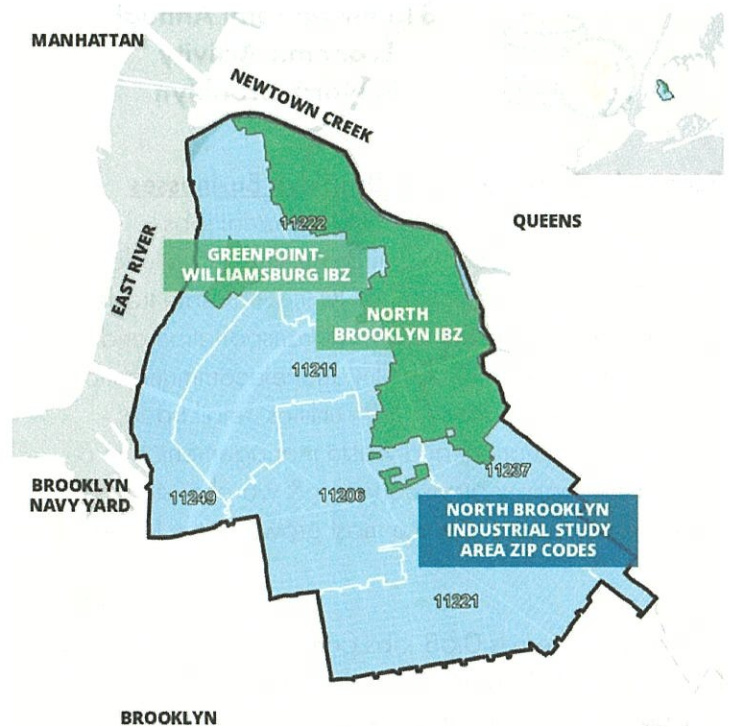 MANHATTAN
NEWTOWN CREEK
QUEENS
EAST RIVER
11222
GREENPOINT-
WILLIAMSBURG IBZ
NORTH
BROOKLYN IBZ
11211
BROOKLYN
NAVY YARD
11249
11206
11237
NORTH BROOKLYN
INDUSTRIAL STUDY
AREA ZIP CODES
11221
BROOKLYN